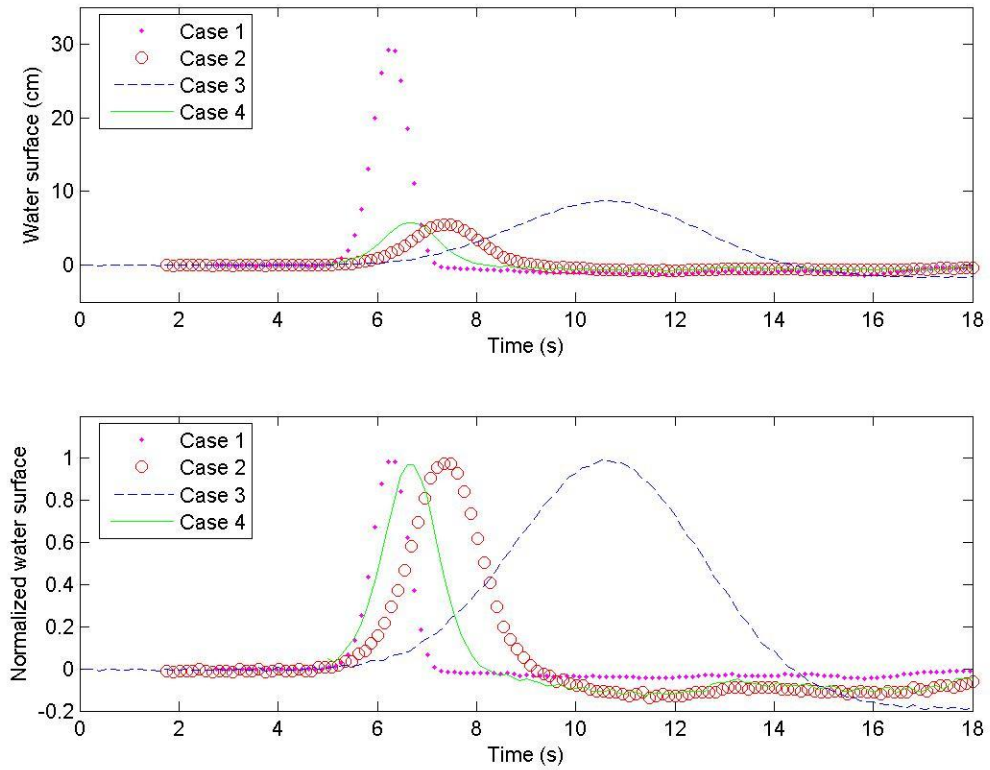 Case 1
Case 2
Case 3
Case 4
30
20
10
0
Water surface (cm)
0 2 4 6 8 10 12 14 16 18
Time (s)
Case 1
Case 2
Case 3
Case 4
1
0.8
0.6
0.4
0.2
0
-0.2
Normalized water surface
0 2 4 6 8 10 12 14 16 18
Time (s)